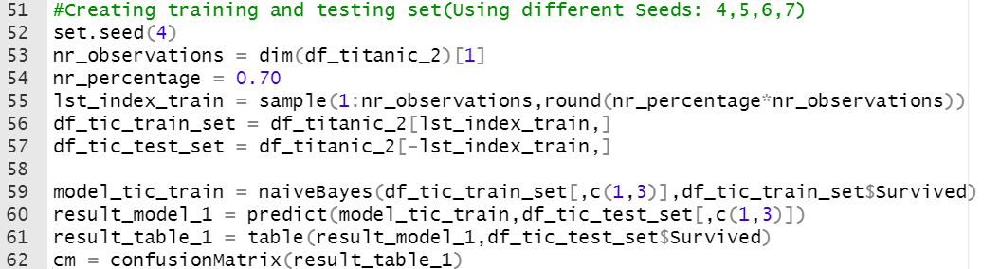 51 #Creating training and testing set(Using different Seeds: 4,5,6,7)
52 set.seed(4)
53 nr_observations = dim(df_titanic_2)[1]
54 nr_percentage = 0.70
55 lst_index_train = sample(1:nr_observations,round(nr_percentage*nr_observations))
56 df_tic_train_set = df_titanic_2[lst_index_train,]
57 df_tic_test_set = df_titanic_2[-lst_index_train,]
58
59 model_tic_train = naiveBayes(df_tic_train_set[,c(1,3)],df_tic_train_set$Survived)
60 result_model_1 = predict(model_tic_train,df_tic_test_set[,c(1,3)])
61 result_table_1 = table(result_model_1,df_tic_test_set$Survived)
62 cm = confusionMatrix(result_table_1)